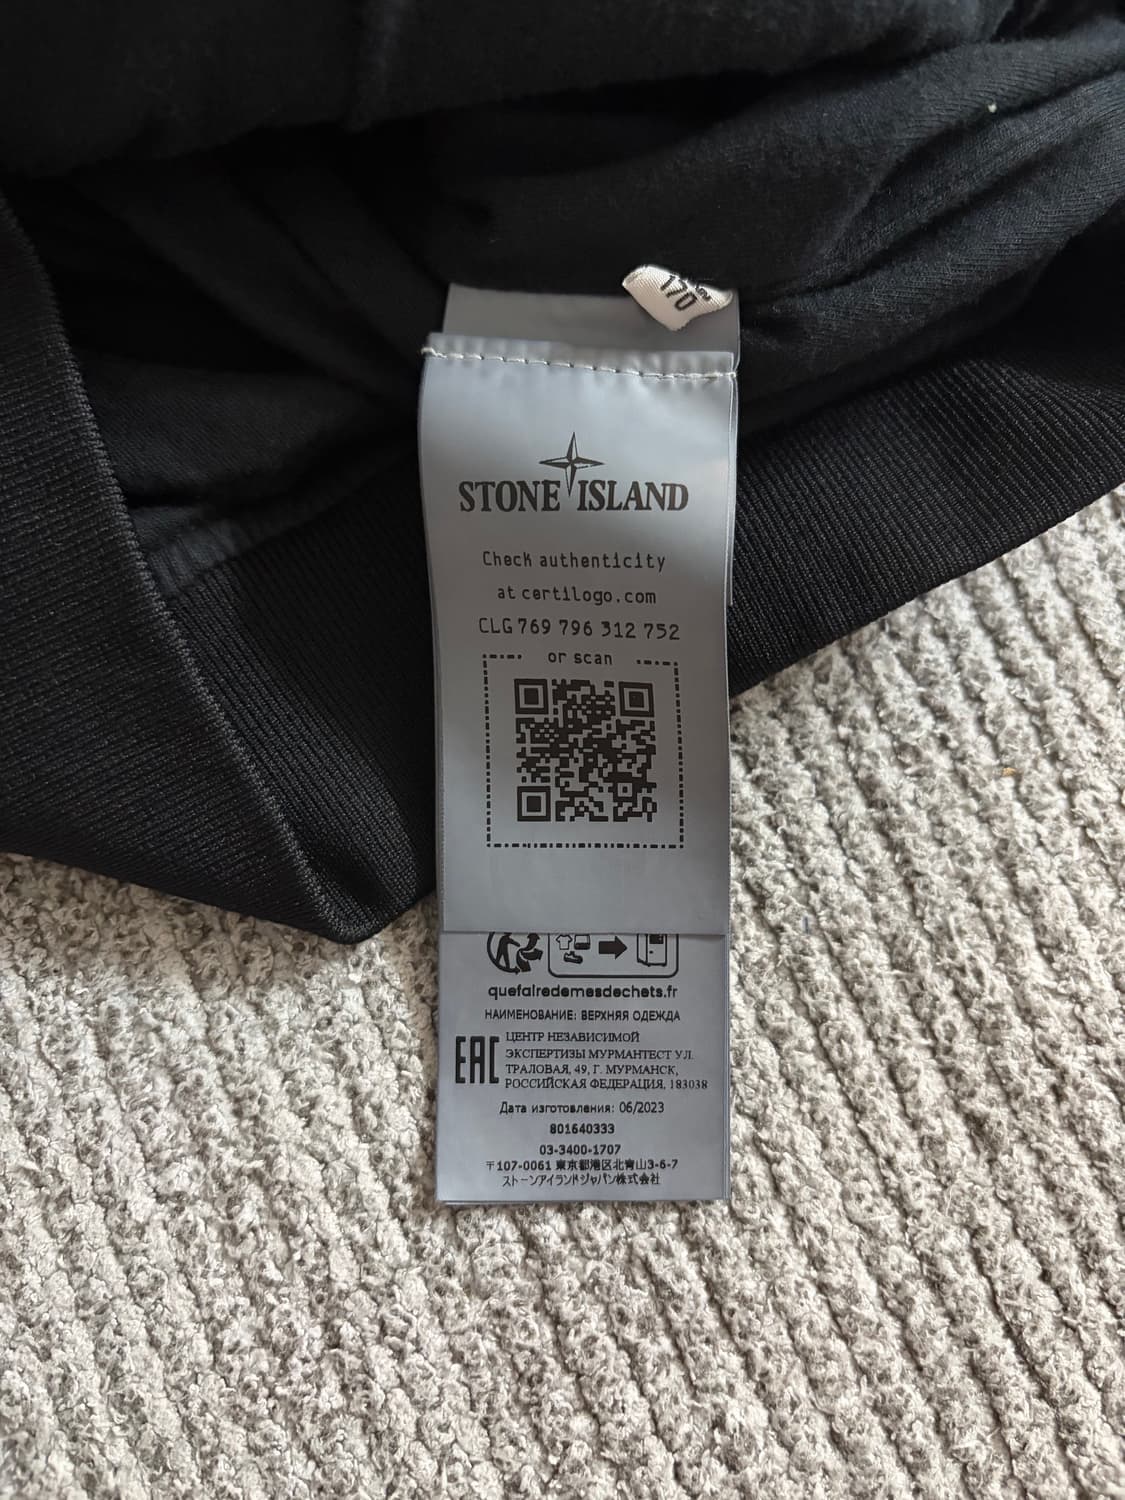 170
STONE ISLAND
Check authenticity
at certilogo.com
CLG 769 796 312 752
or scan
quefairedemesdechets.fr
НАИМЕНОВАНИЕ: ВЕРХНЯЯ ОДЕЖДА
EAC
ЦЕНТР НЕЗАВИСИМОЙ
ЭКСПЕРТИЗЫ МУРМАНТЕСТ УЛ.
ТРАЛОВАЯ, 49, Г. МУРМАНСК,
РОССИЙСКАЯ ФЕДЕРАЦИЯ, 183038
Дата изготовления: 06/2023
801640333
03-3400-1707
〒107-0061 東京都港区北青山3-6-7
ストーンアイランドジャパン株式会社